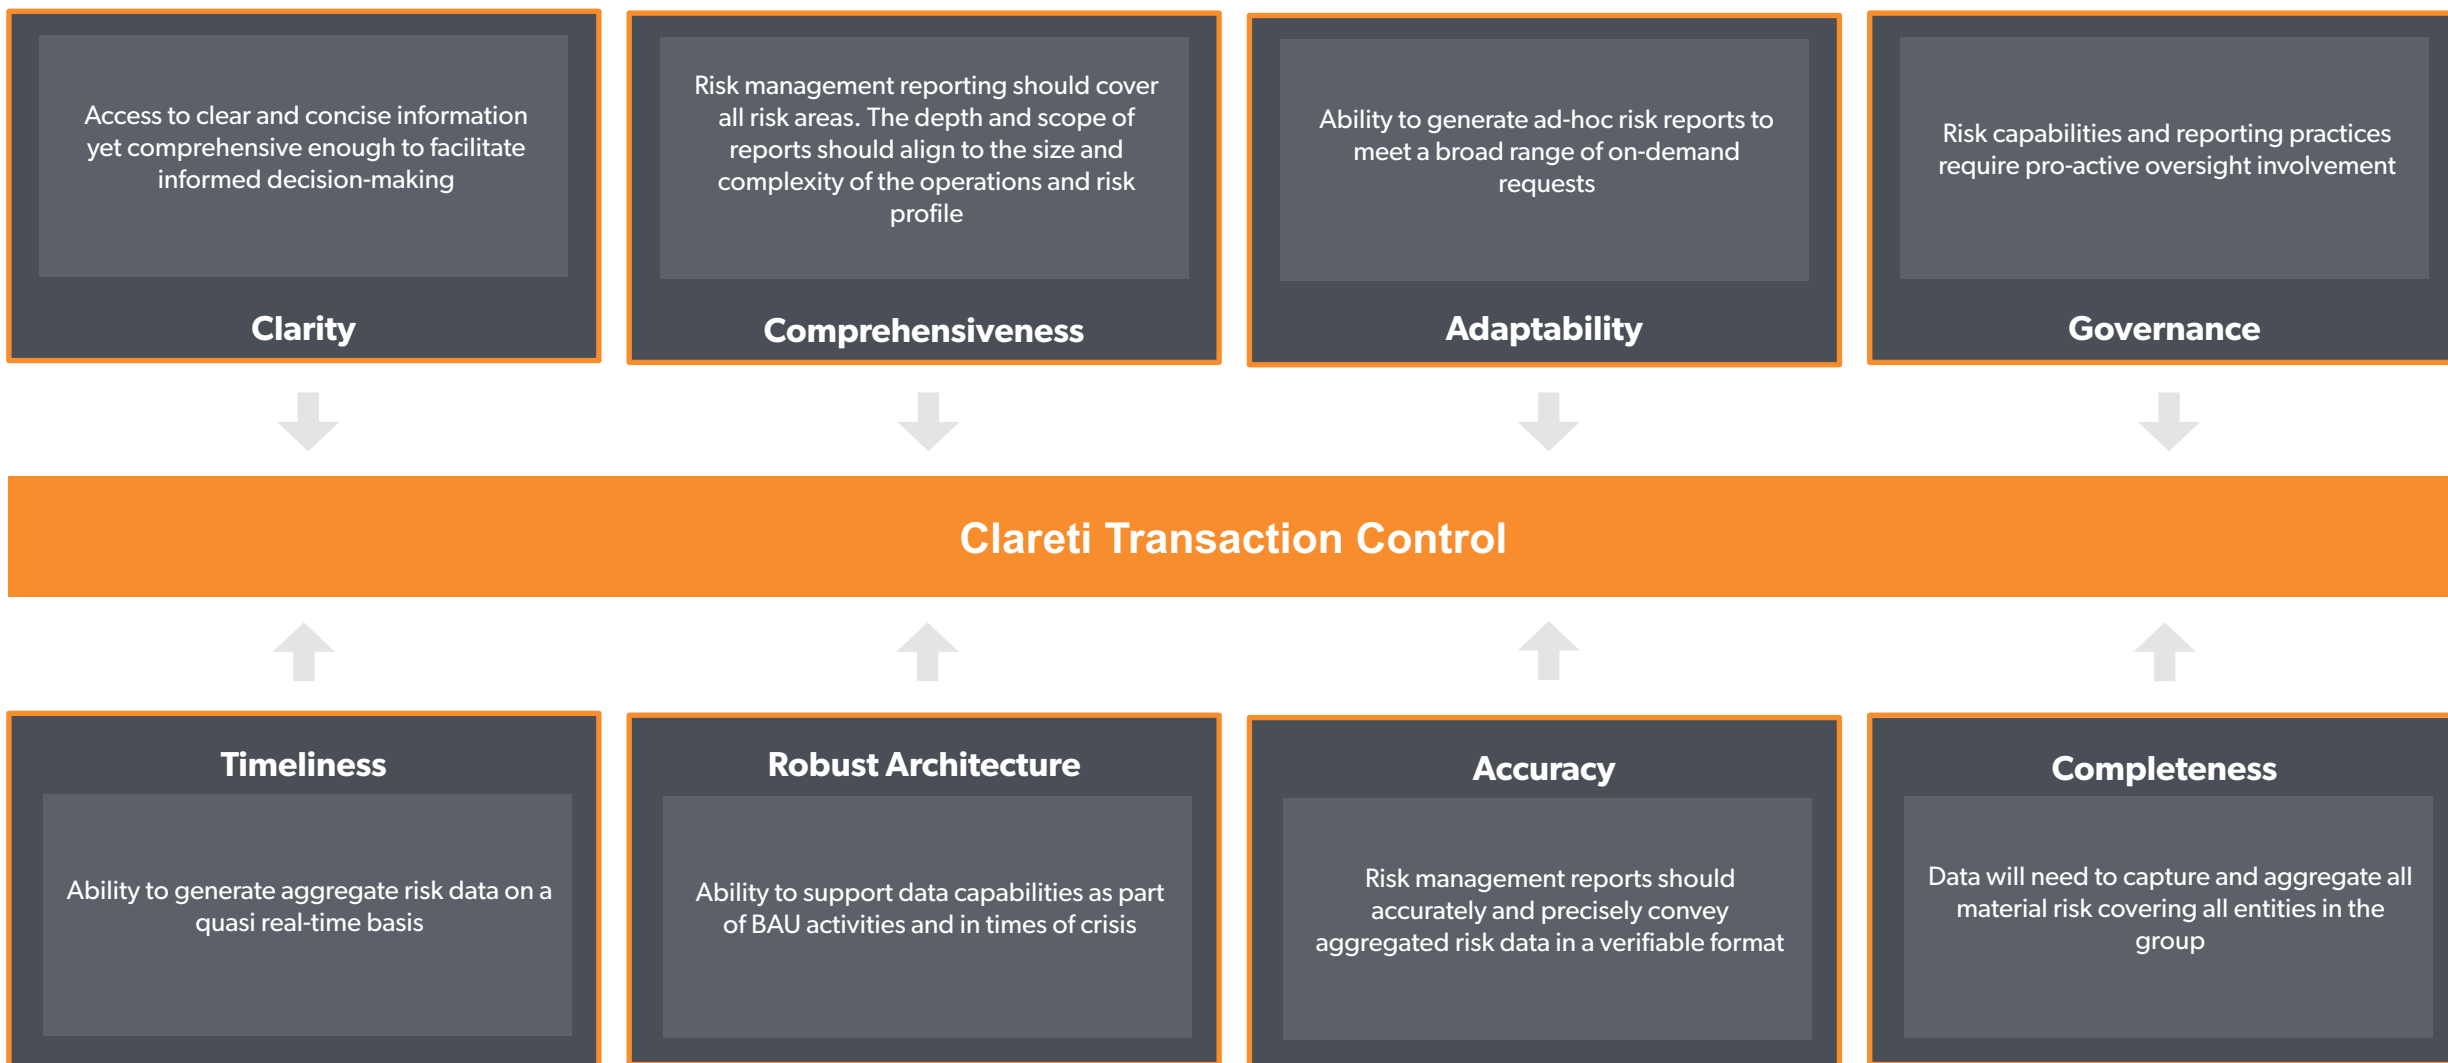 Access to clear and concise information
yet comprehensive enough to facilitate
informed decision-making
Clarity
Risk management reporting should cover
all risk areas. The depth and scope of
reports should align to the size and
complexity of the operations and risk
profile
Comprehensiveness
Ability to generate ad-hoc risk reports to
meet a broad range of on-demand
requests
Adaptability
Risk capabilities and reporting practices
require pro-active oversight involvement
Governance
Clareti Transaction Control
Timeliness
Ability to generate aggregate risk data on a
quasi real-time basis
Robust Architecture
Ability to support data capabilities as part
of BAU activities and in times of crisis
Accuracy
Risk management reports should
accurately and precisely convey
aggregated risk data in a verifiable format
Completeness
Data will need to capture and aggregate all
material risk covering all entities in the
group